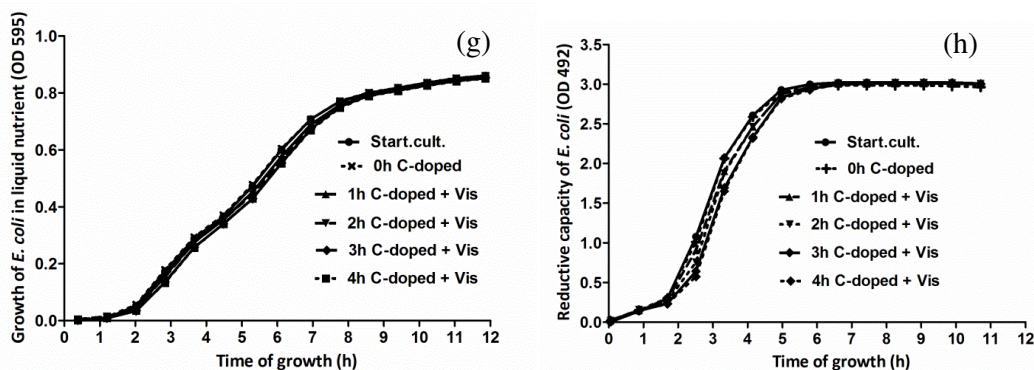 (g)
Growth of E. coli in liquid nutrient (OD 595)
1.0
0.8
0.6
0.4
0.2
0.0
Start.cult.
0h C-doped
1h C-doped + Vis
2h C-doped + Vis
3h C-doped + Vis
4h C-doped + Vis
0 1 2 3 4 5 6 7 8 9 10 11 12
Time of growth (h)
(h)
Reductive capacity of E. coli (OD 492)
3.5
3.0
2.5
2.0
1.5
1.0
0.5
0.0
Start.cult.
0h C-doped
1h C-doped + Vis
2h C-doped + Vis
3h C-doped + Vis
4h C-doped + Vis
0 1 2 3 4 5 6 7 8 9 10 11 12
Time of growth (h)